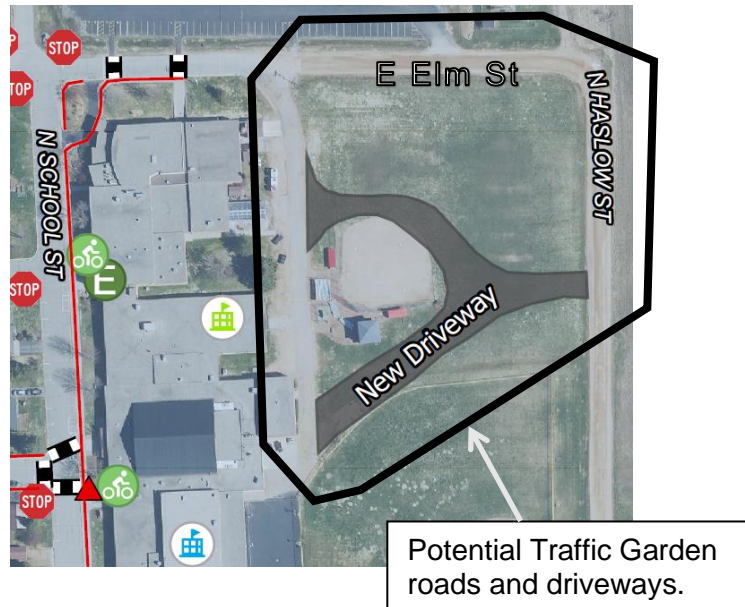 STOP
STOP
STOP
E Elm St
N HASLOW ST
N SCHOOL ST
E
STOP
New Driveway
STOP
Potential Traffic Garden
roads and driveways.